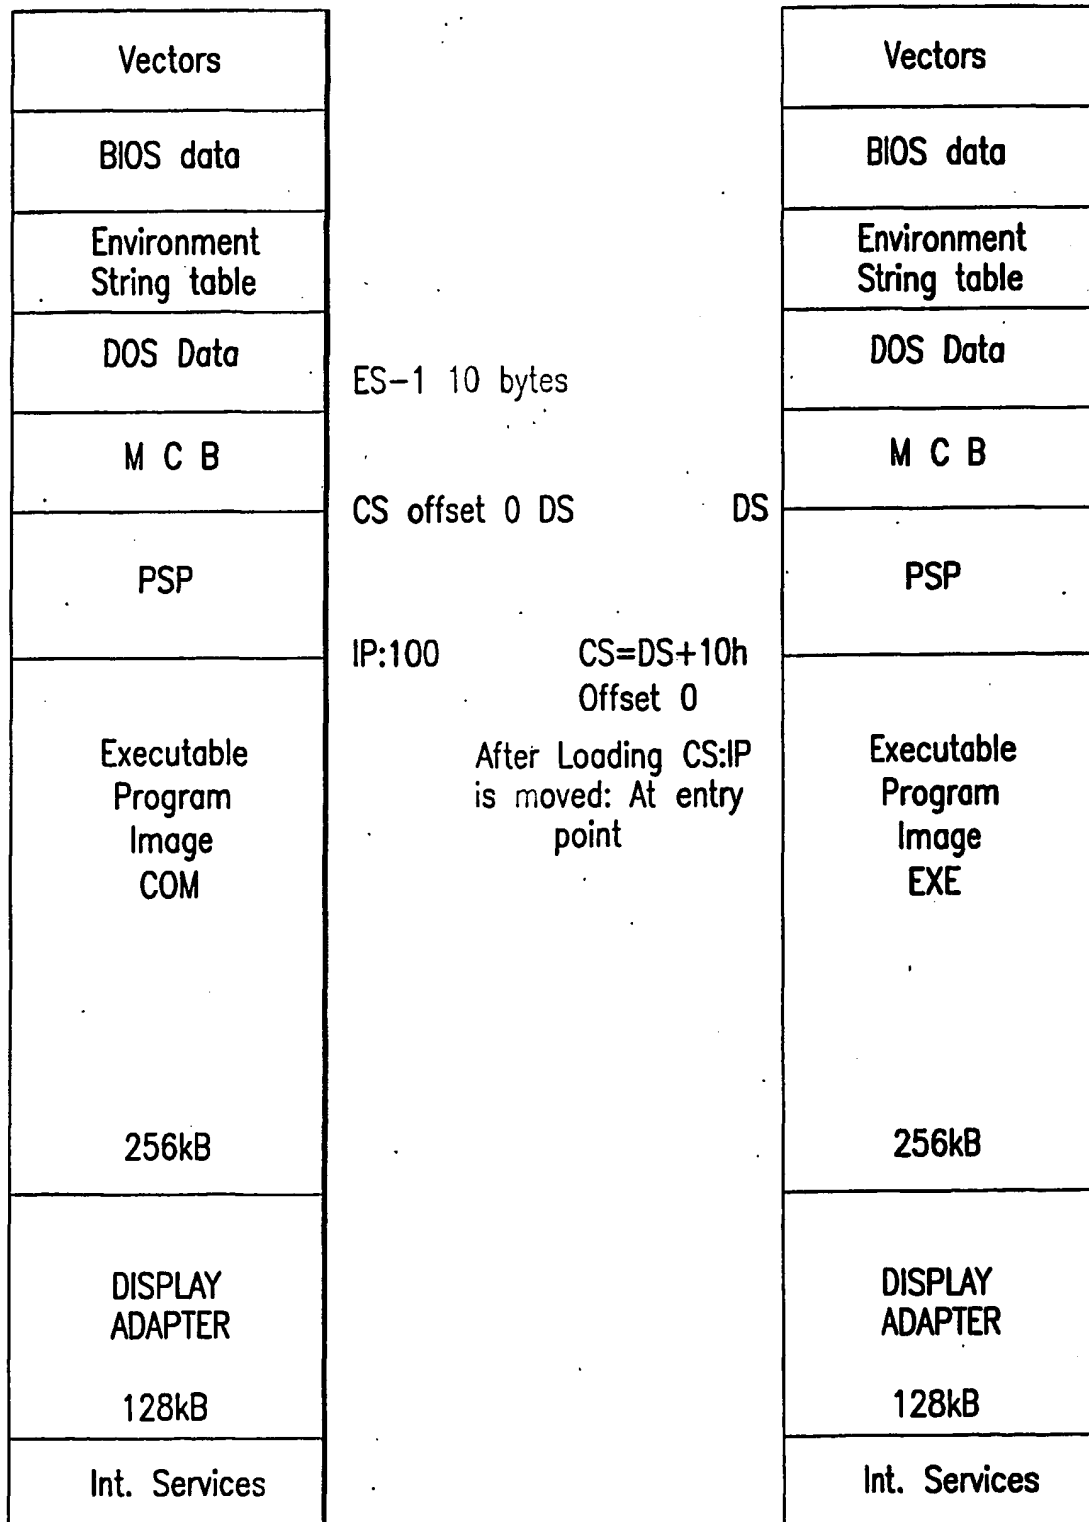 Vectors
BIOS data
Environment
String table
DOS Data
M C B
PSP
Executable
Program
Image
COM
256kB
DISPLAY
ADAPTER
128kB
Int. Services
ES-1 10 bytes
CS offset 0 DS
DS
IP:100
CS=DS+10h
Offset 0
After Loading CS:IP
is moved: At entry
point
Vectors
BIOS data
Environment
String table
DOS Data
M C B
PSP
Executable
Program
Image
EXE
256kB
DISPLAY
ADAPTER
128kB
Int. Services